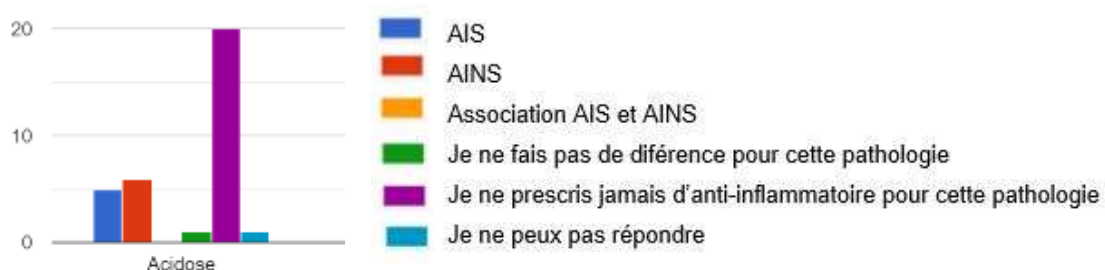 20
10
0
Acidose
AIS
AINS
Association AIS et AINS
Je ne fais pas de diférence pour cette pathologie
Je ne prescris jamais d'anti-inflammatoire pour cette pathologie
Je ne peux pas répondre